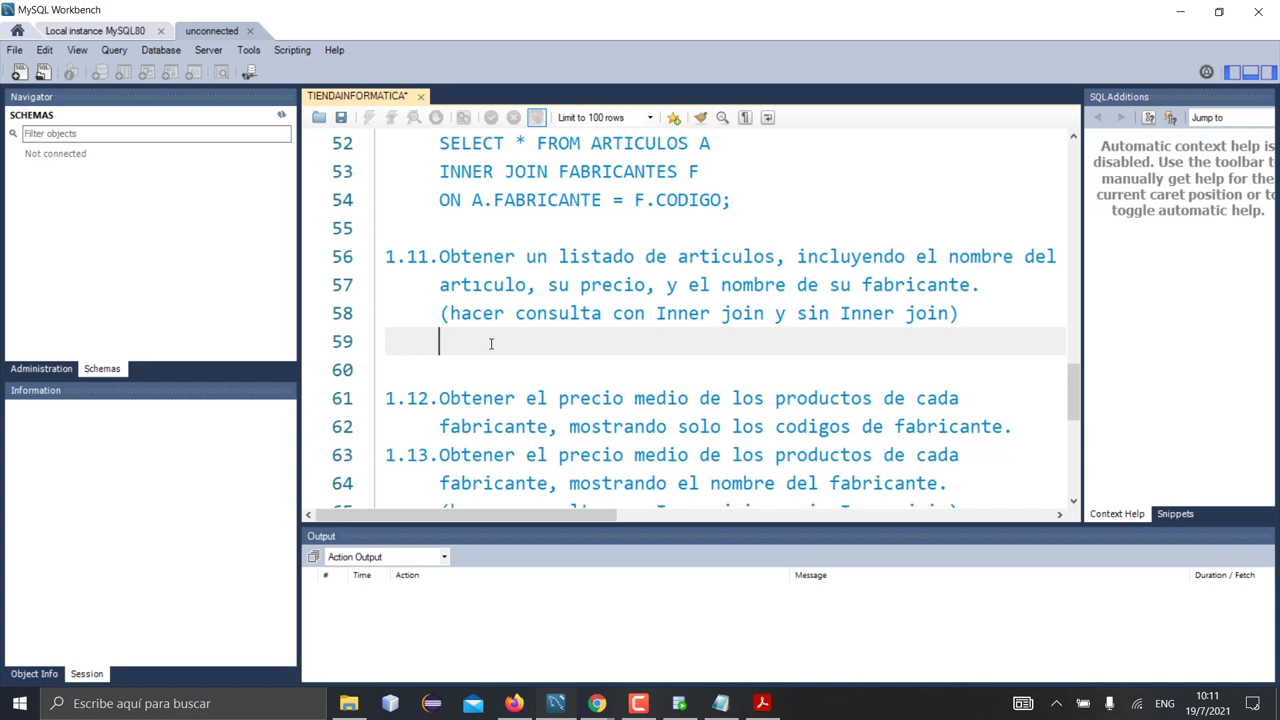 MySQL Workbench
Local instance MySQL80
unconnected
File Edit View Query Database Server Tools Scripting Help
Navigator
SCHEMAS
Filter objects
Not connected
Administration Schemas
Information
Object Info Session
TIENDAINFORMATICA*
Limit to 100 rows
52 SELECT * FROM ARTICULOS A
53 INNER JOIN FABRICANTES F
54 ON A.FABRICANTE = F.CODIGO;
55
56 1.11.Obtener un listado de articulos, incluyendo el nombre del
57 artıculo, su precio, y el nombre de su fabricante.
58 (hacer consulta con Inner join y sin Inner join)
59
60
61 1.12.Obtener el precio medio de los productos de cada
62 fabricante, mostrando solo los codigos de fabricante.
63 1.13.Obtener el precio medio de los productos de cada
64 fabricante, mostrando el nombre del fabricante.
SQLAdditions
Jump to
Automatic context help is
disabled. Use the toolbar t
manually get help for the
current caret position or to
toggle automatic help.
Context Help Snippets
Output
Action Output
# Time Action Message Duration / Fetch
Escribe aquí para buscar
ENG
10:11
19/7/2021